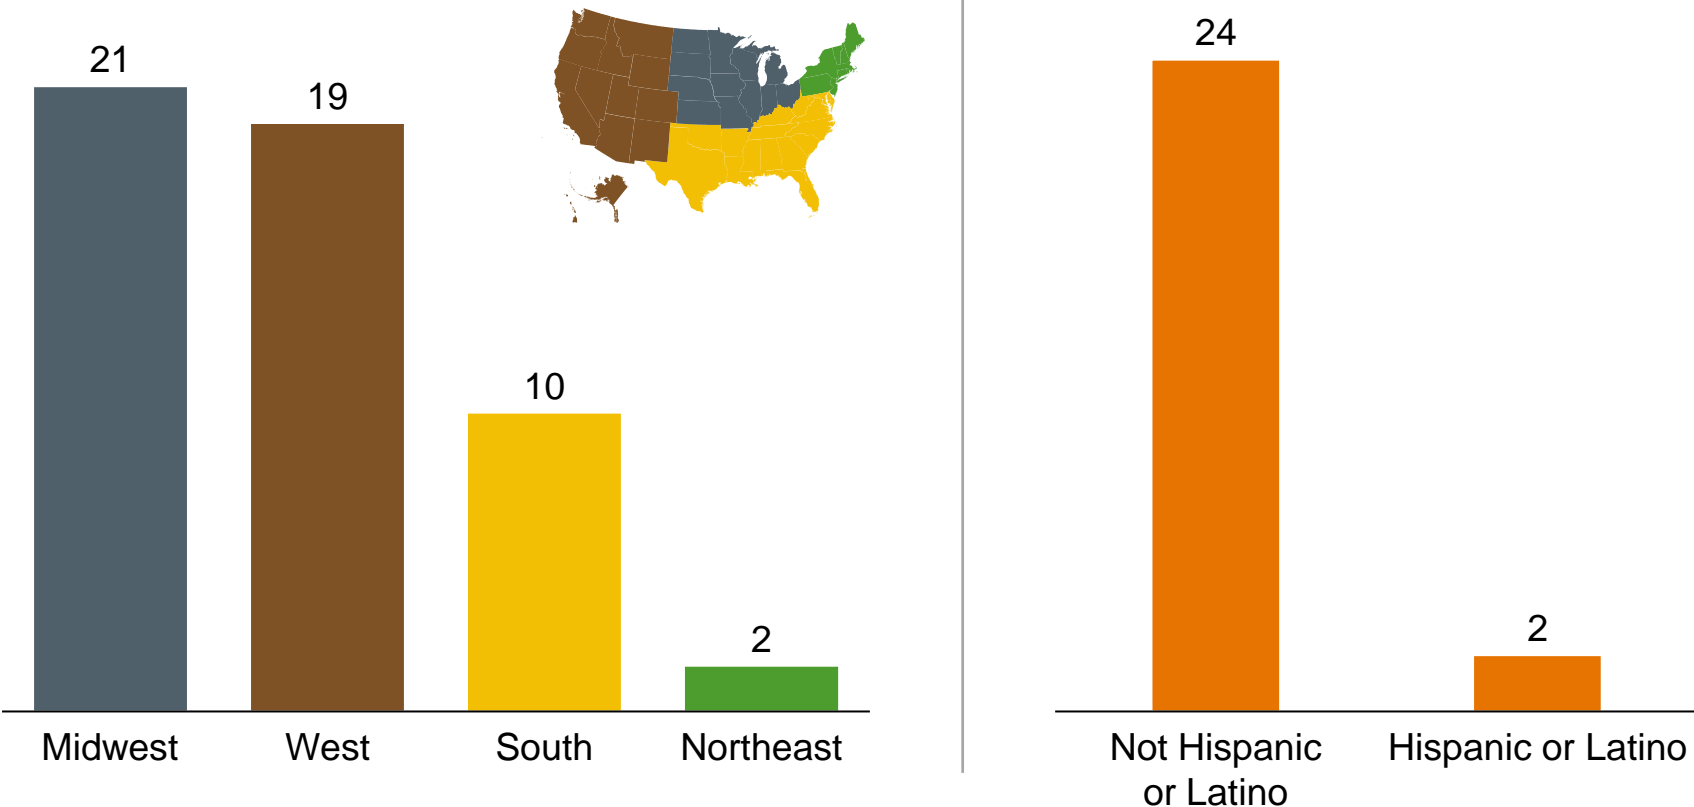 21
19
10
2
Midwest
West
South
Northeast
24
2
Not Hispanic
or Latino
Hispanic or Latino